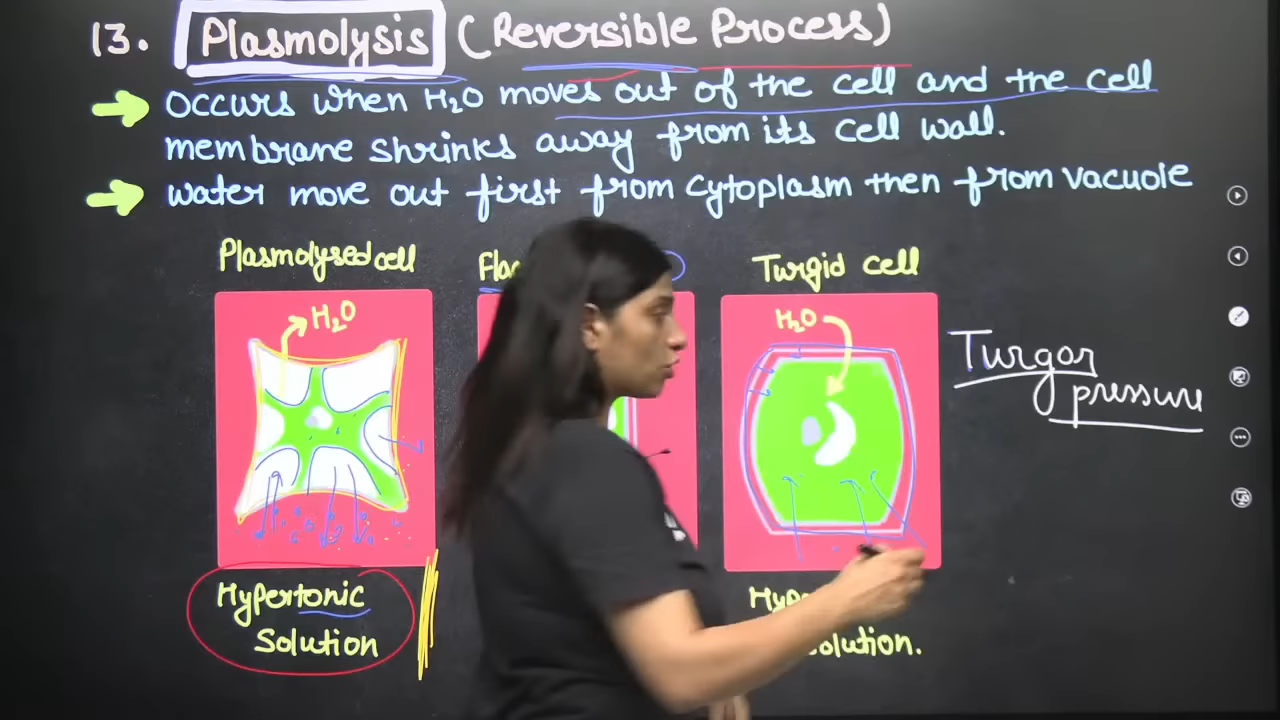 13. Plasmolysis (Reversible Process)
Occurs when H₂O moves out of the cell and the cell
membrane shrinks away from its cell wall.
water move out first from cytoplasm then from vacuole
Plasmolysed cell
Turgid cell
H₂O
H₂O
Turgor
pressure
Hypertonic
Solution